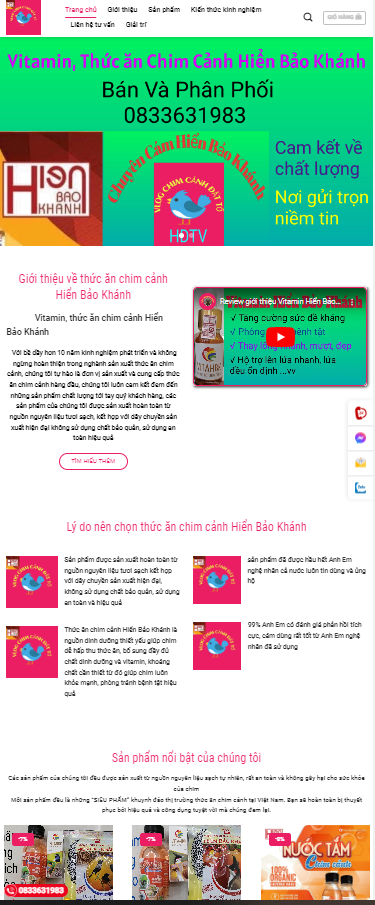 Trang chủ Giới thiệu Sản phẩm Kiến thức kinh nghiệm
Liên hệ tư vấn Giải trí
GIỎ HÀNG
Vitamin, Thức ăn Chim Cảnh Hiển Bảo Khánh
Bán Và Phân Phối
0833631983
HIỂN
BẢO
KHÁNH
Chuyên Cám Hiển Bảo Khánh
VLOG CHIM CẢNH ĐẤT TỔ
HDTV
Cam kết về
chất lượng
Nơi gửi trọn
niềm tin
Giới thiệu về thức ăn chim cảnh
Hiển Bảo Khánh
Vitamin, thức ăn chim cảnh Hiển
Bảo Khánh
Với bề dầy hơn 10 năm kinh nghiệm phát triển và không
ngừng hoàn thiện trong nghành sản xuất thức ăn chim
cảnh, chúng tôi tự hào là đơn vị sản xuất và cung cấp thức
ăn chim cảnh hàng đầu, chúng tôi luôn cam kết đem đến
những sản phẩm chất lượng tới tay quý khách hàng, các
sản phẩm của chúng tôi được sản xuất hoàn toàn từ
nguồn nguyên liệu tươi sạch, kết hợp với dây chuyền sản
xuất hiện đại không sử dụng chất bảo quản, sử dụng an
toàn hiệu quả
TÌM HIỂU THÊM
Review giới thiệu Vitamin Hiển Bảo...
√ Tăng cường sức đề kháng
√ Phòng bệnh tật
√ Thay lông nhanh, mượt, đẹp
√ Hộ trợ lên lửa nhanh, lửa
đều ổn định ...vv
Zalo
Lý do nên chọn thức ăn chim cảnh Hiển Bảo Khánh
Sản phẩm được sản xuất hoàn toàn từ
nguồn nguyên liệu tươi sạch kết hợp
với dây chuyền sản xuất hiện đại,
không sử dụng chất bảo quản, sử dụng
an toàn và hiệu quả
sản phẩm đã được hầu hết Anh Em
nghệ nhân cả nước luôn tin dùng và ủng
hộ
Thức ăn chim cảnh Hiển Bảo Khánh là
nguồn dinh dưỡng thiết yếu giúp chim
dễ hấp thu thức ăn, bổ sung đầy đủ
chất dinh dưỡng và vitamin, khoáng
chất cần thiết từ đó giúp chim luôn
khỏe mạnh, phòng tránh bệnh tật hiệu
quả
99% Anh Em có đánh giá phản hồi tích
cực, cám dùng rất tốt từ Anh Em nghệ
nhân đã sử dụng
Sản phẩm nổi bật của chúng tôi
Các sản phẩm của chúng tôi đều được sản xuất từ nguồn nguyên liệu sạch tự nhiên, rất an toàn và không gây hại cho sức khỏe
của chim
Mỗi sản phẩm đều là những "SIÊU PHẨM" khuynh đảo thị trường thức ăn chim cảnh tại Việt Nam. Bạn sẽ hoàn toàn bị thuyết
phục bởi hiệu quả và công dụng tuyệt vời mà chúng đem lại.
NƯỚC TẮM
Chim cảnh
0833631983